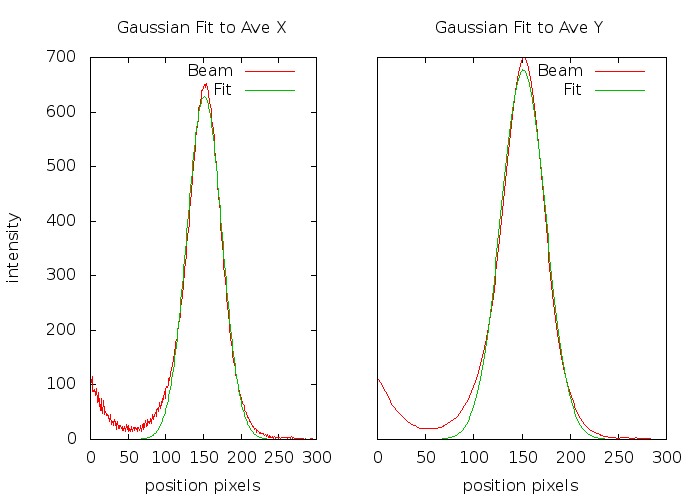 Gaussian Fit to Ave X
Gaussian Fit to Ave Y
700
600
500
400
300
200
100
0
intensity
Beam
Fit
0 50 100 150 200 250 300
position pixels
Beam
Fit
0 50 100 150 200 250 300
position pixels